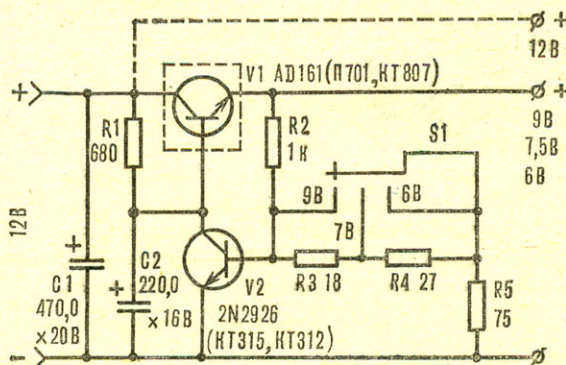 +
12В
V1 AD161(П701,КТ807)
+
+
R1
680
R2
1к
S1
9В
7,5В
6В
12В
+
9В
6В
7В
+
C1
470,0
×20В
+
C2
220,0
×16В
V2
2N2926
(КТ315,КТ312)
R3 18
R4 27
R5
75
-
-